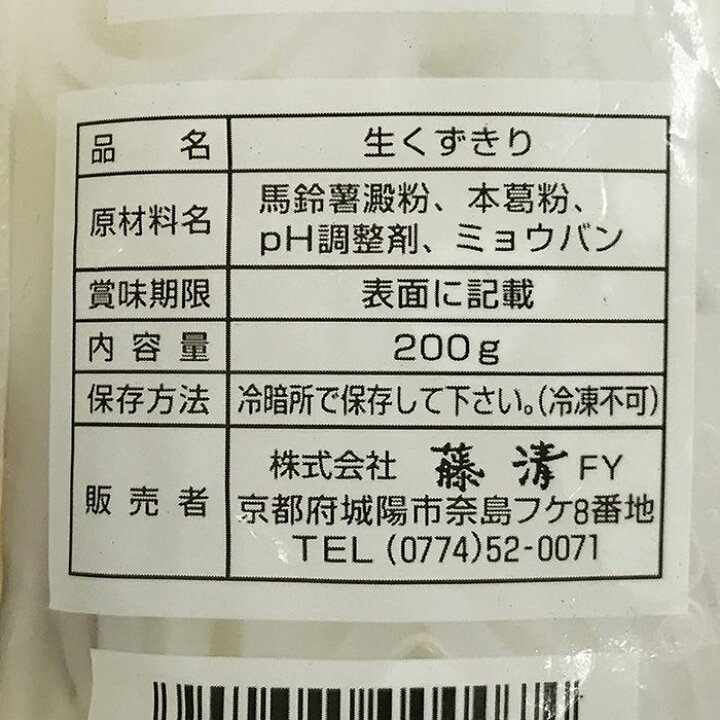 品名 生くずきり
原材料名 馬鈴薯澱粉、本葛粉、
pH調整剤、ミョウバン
賞味期限 表面に記載
内容量 200g
保存方法 冷暗所で保存して下さい。(冷凍不可)
販売者 株式会社 藤清 FY
京都府城陽市奈島フケ8番地
TEL (0774)52-0071